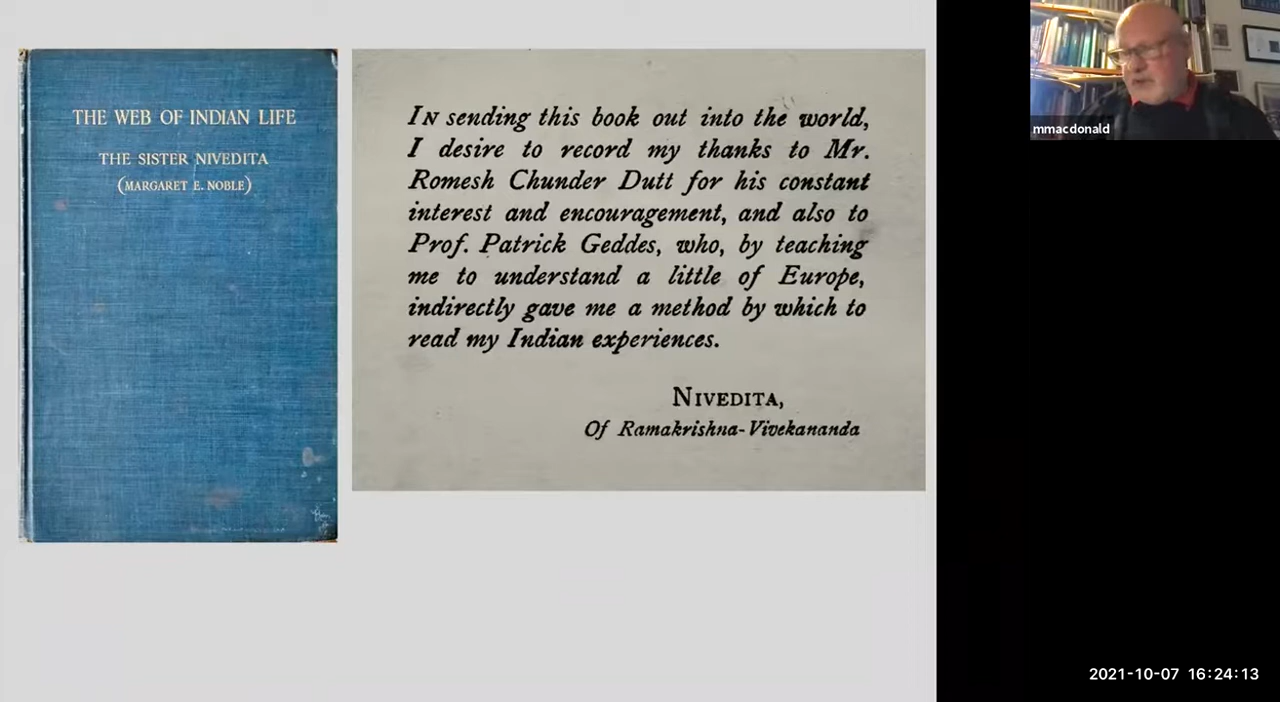 THE WEB OF INDIAN LIFE
THE SISTER NIVEDITA
(MARGARET E. NOBLE)
IN sending this book out into the world,
I desire to record my thanks to Mr.
Romesh Chunder Dutt for his constant
interest and encouragement, and also to
Prof. Patrick Geddes, who, by teaching
me to understand a little of Europe,
indirectly gave me a method by which to
read my Indian experiences.
NIVEDITA,
Of Ramakrishna-Vivekananda
mmacdonald
2021-10-07 16:24:13